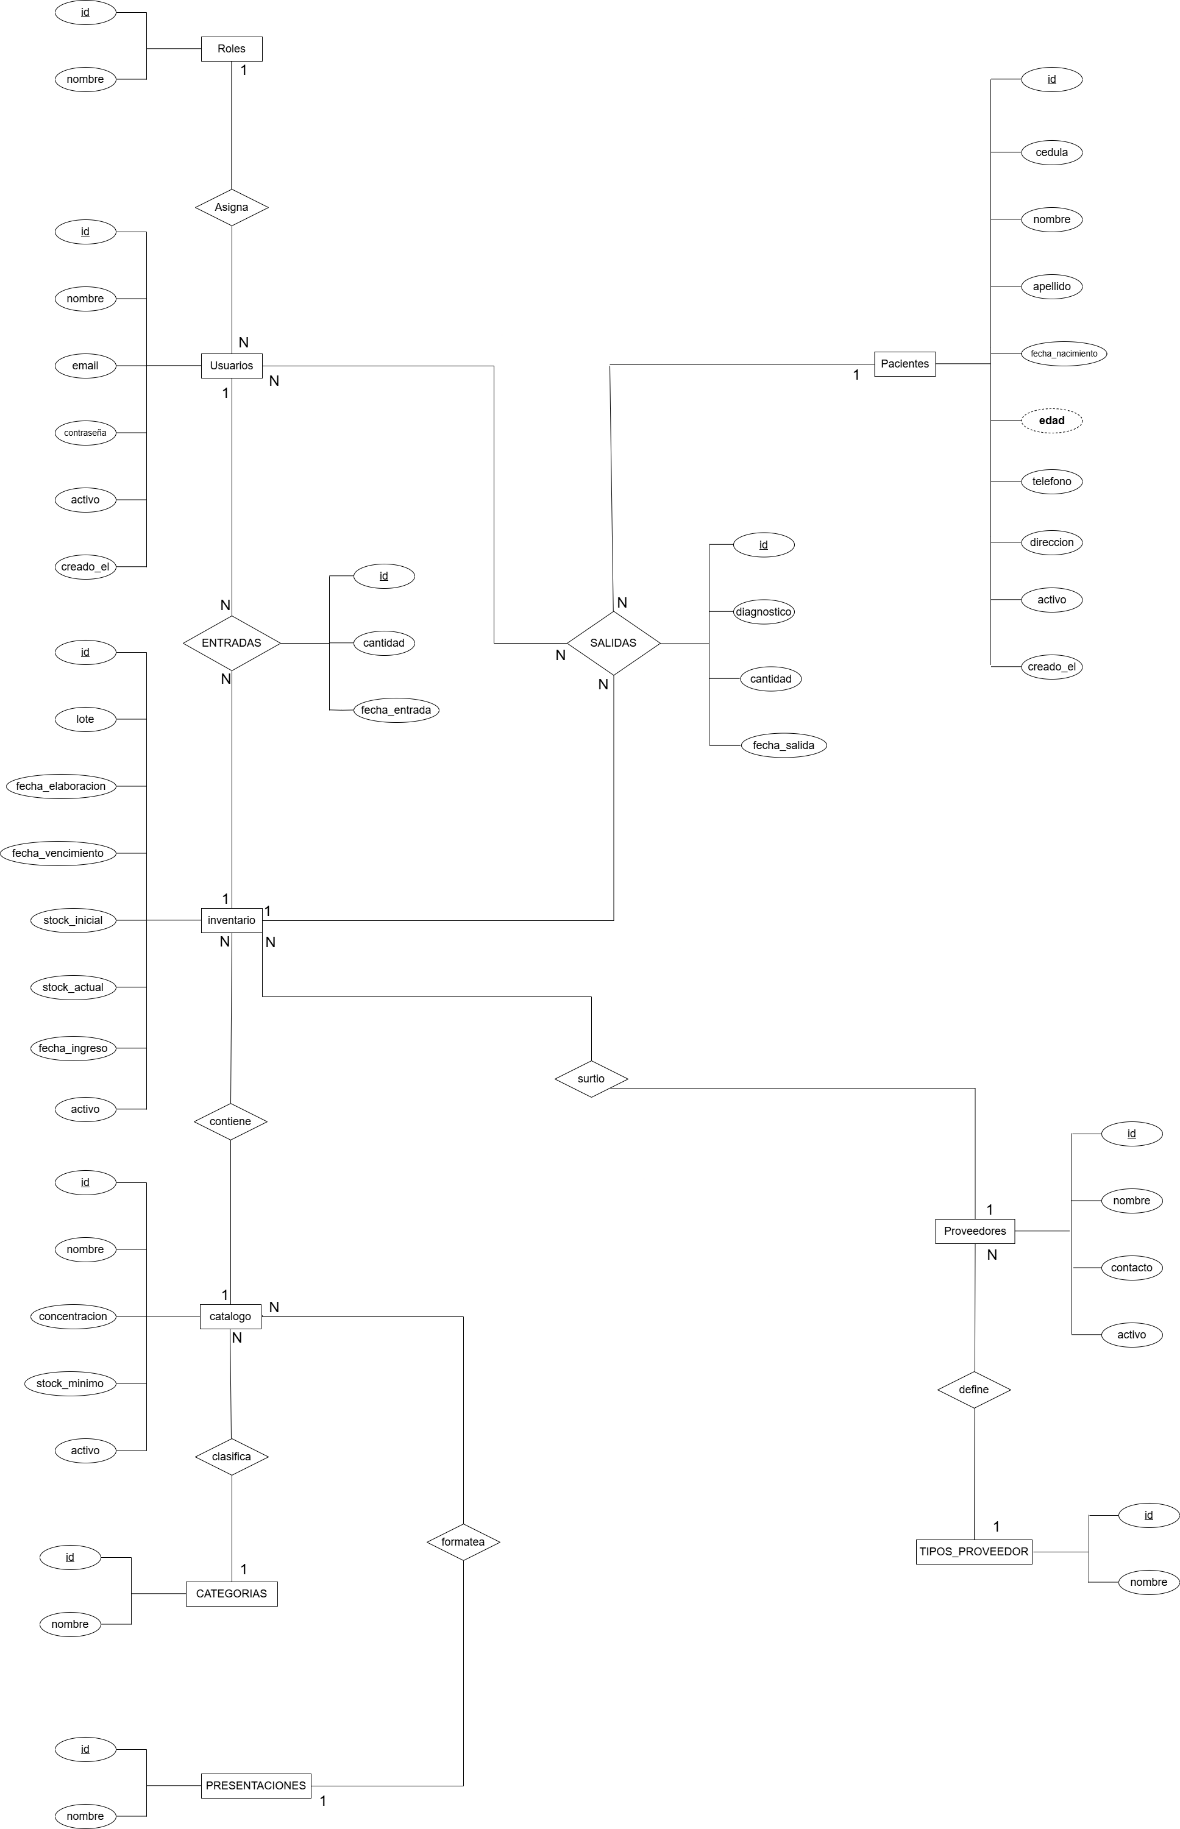 id
Roles
1
nombre
Asigna
id
nombre
N
email
Usuarios
N
1
contraseña
activo
creado_el
id
cedula
nombre
apellido
fecha_nacimiento
Pacientes
1
edad
telefono
direccion
activo
creado_el
N
ENTRADAS
N
id
cantidad
fecha_entrada
N
SALIDAS
N
N
id
diagnostico
cantidad
fecha_salida
id
lote
fecha_elaboracion
fecha_vencimiento
1
1
stock_inicial
inventario
N
N
stock_actual
fecha_ingreso
activo
surtio
contiene
id
nombre
1
N
concentracion
catalogo
N
stock_minimo
activo
clasifica
id
nombre
1
Proveedores
N
contacto
activo
define
1
TIPOS_PROVEEDOR
id
nombre
formatea
id
1
CATEGORIAS
nombre
id
PRESENTACIONES
1
nombre